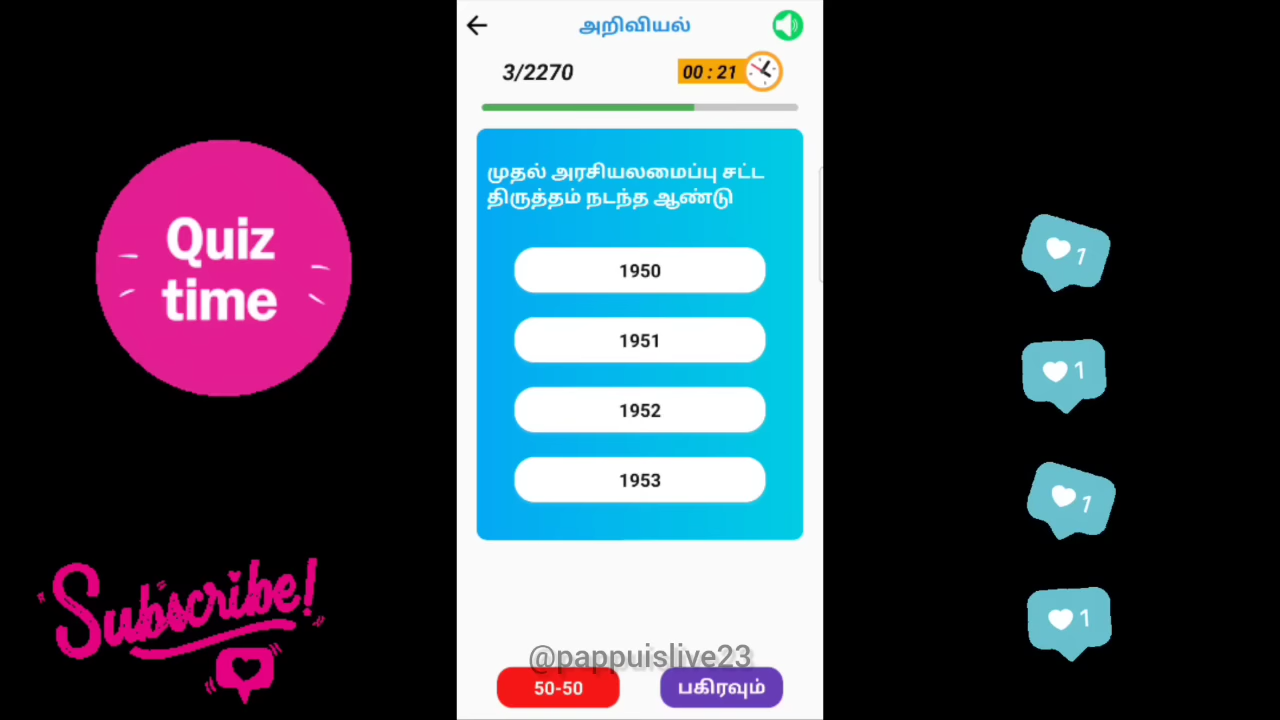 அறிவியல்
3/2270
00 : 21
முதல் அரசியலமைப்பு சட்ட
திருத்தம் நடந்த ஆண்டு
1950
1951
1952
1953
@pappuislive23
50-50
பகிரவும்
Quiz
time
Subscribe!
1
1
1
1